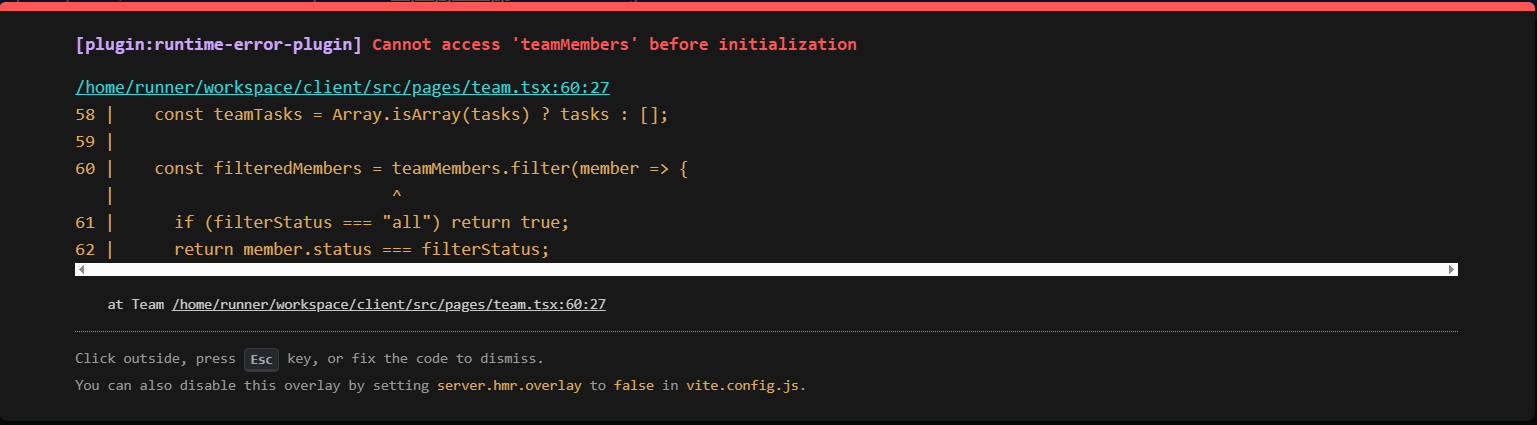 [plugin:runtime-error-plugin] Cannot access 'teamMembers' before initialization
/home/runner/workspace/client/src/pages/team.tsx:60:27
58 |    const teamTasks = Array.isArray(tasks) ? tasks : [];
59 |
60 |    const filteredMembers = teamMembers.filter(member => {
   |                            ^
61 |      if (filterStatus === "all") return true;
62 |      return member.status === filterStatus;
at Team /home/runner/workspace/client/src/pages/team.tsx:60:27
Click outside, press Esc key, or fix the code to dismiss.
You can also disable this overlay by setting server.hmr.overlay to false in vite.config.js.